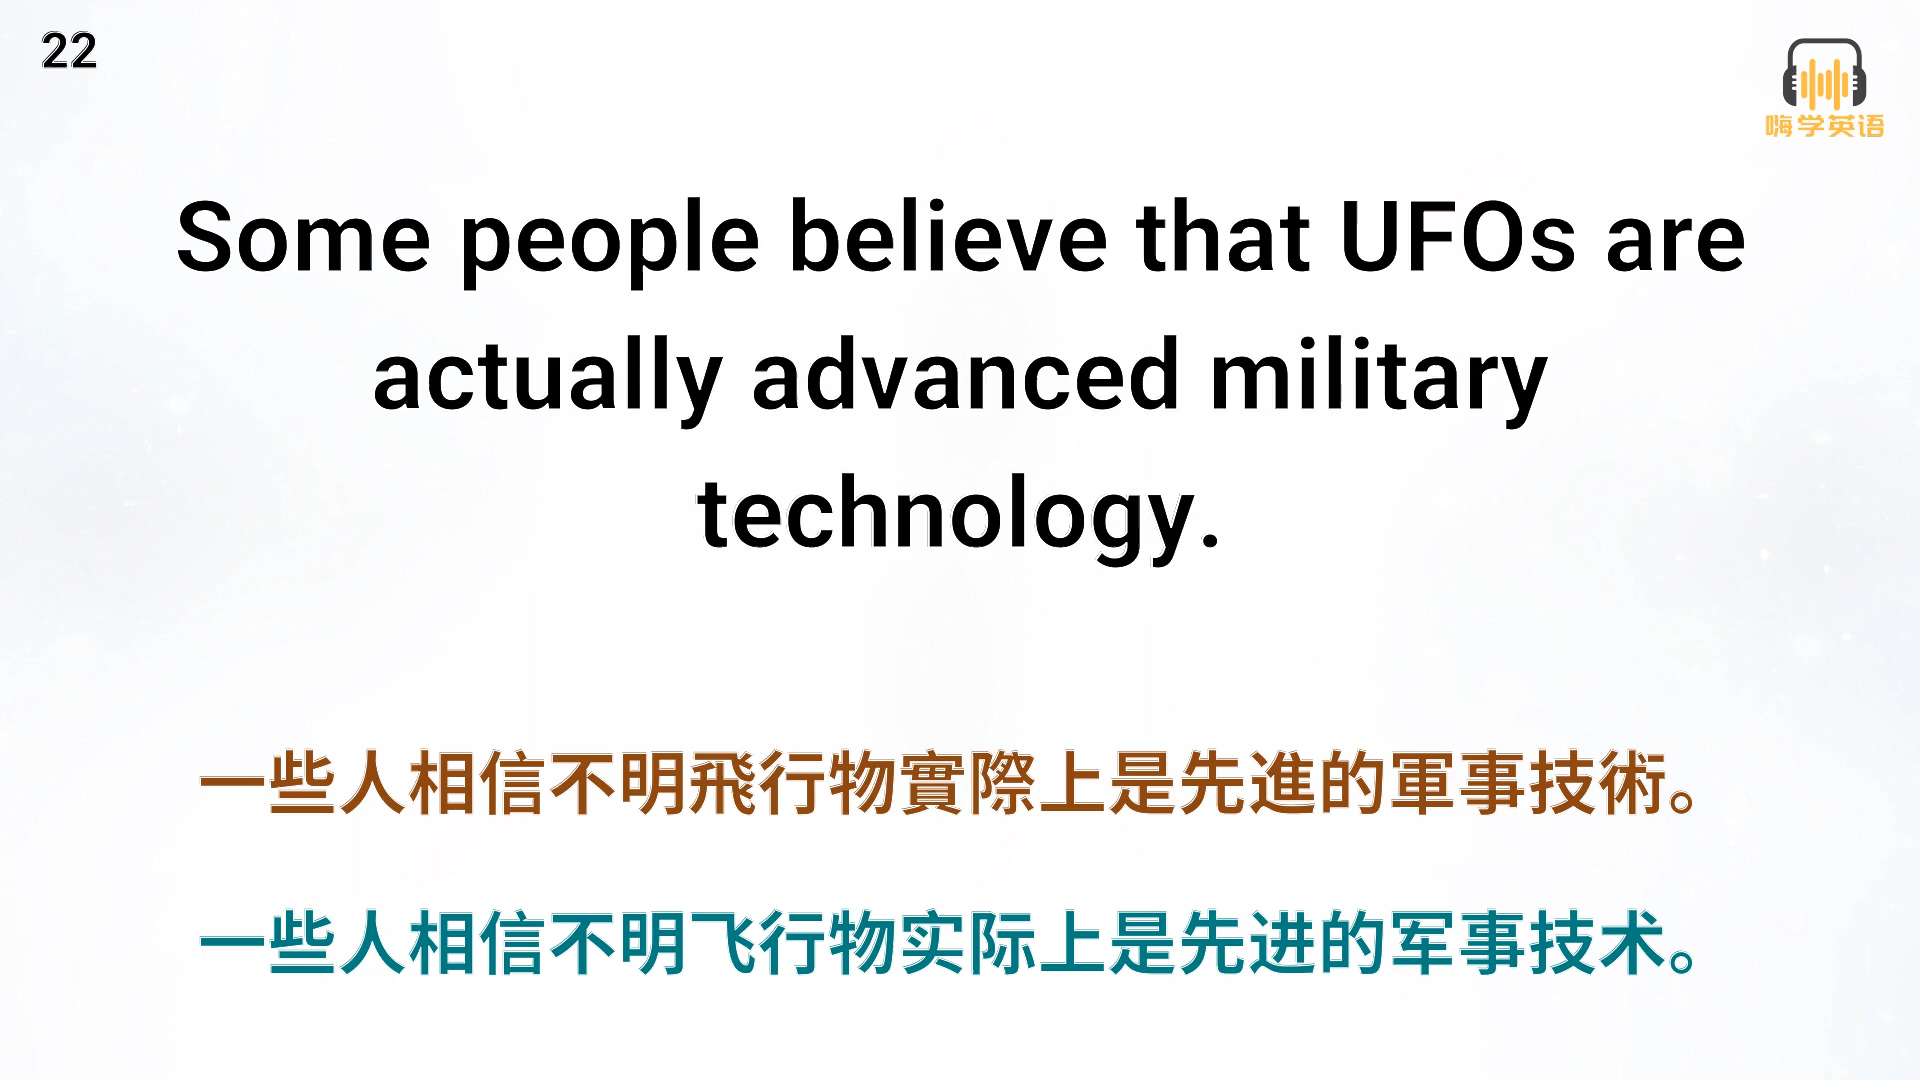 22
嗨学英语
Some people believe that UFOs are
actually advanced military
technology.
一些人相信不明飛行物實際上是先進的軍事技術。
一些人相信不明飞行物实际上是先进的军事技术。